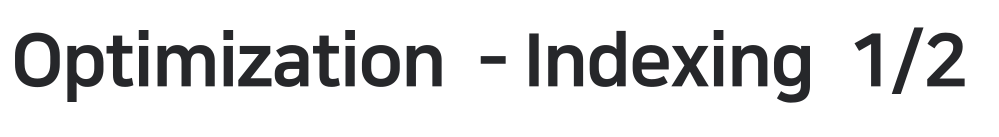 Optimization - Indexing 1/2